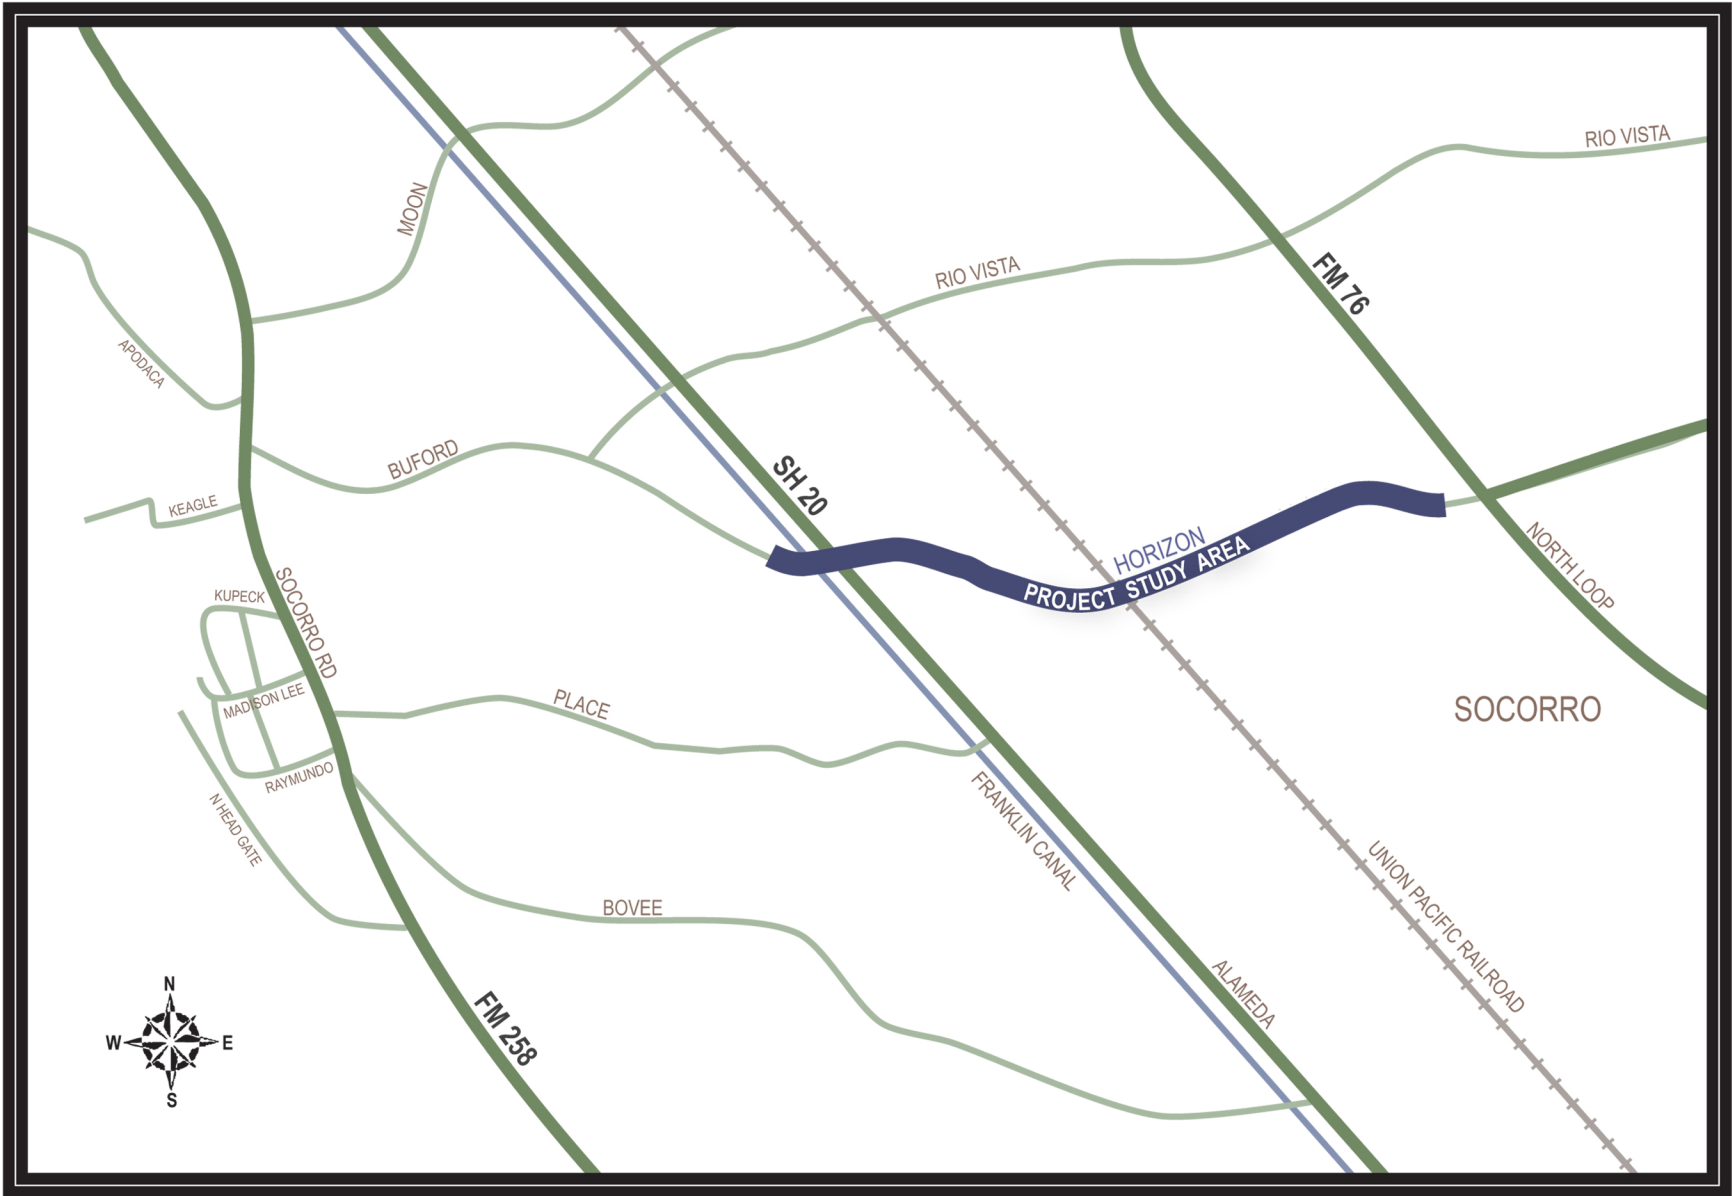 RIO VISTA
MOON
RIO VISTA
FM 76
APODACA
BUFORD
SH 20
KEAGLE
HORIZON
PROJECT STUDY AREA
NORTH LOOP
KUPECK
SOCORRO RD
MADISON LEE
PLACE
SOCORRO
RAYMUNDO
N HEAD GATE
FRANKLIN CANAL
UNION PACIFIC RAILROAD
BOVEE
ALAMEDA
FM 258
N
W E
S